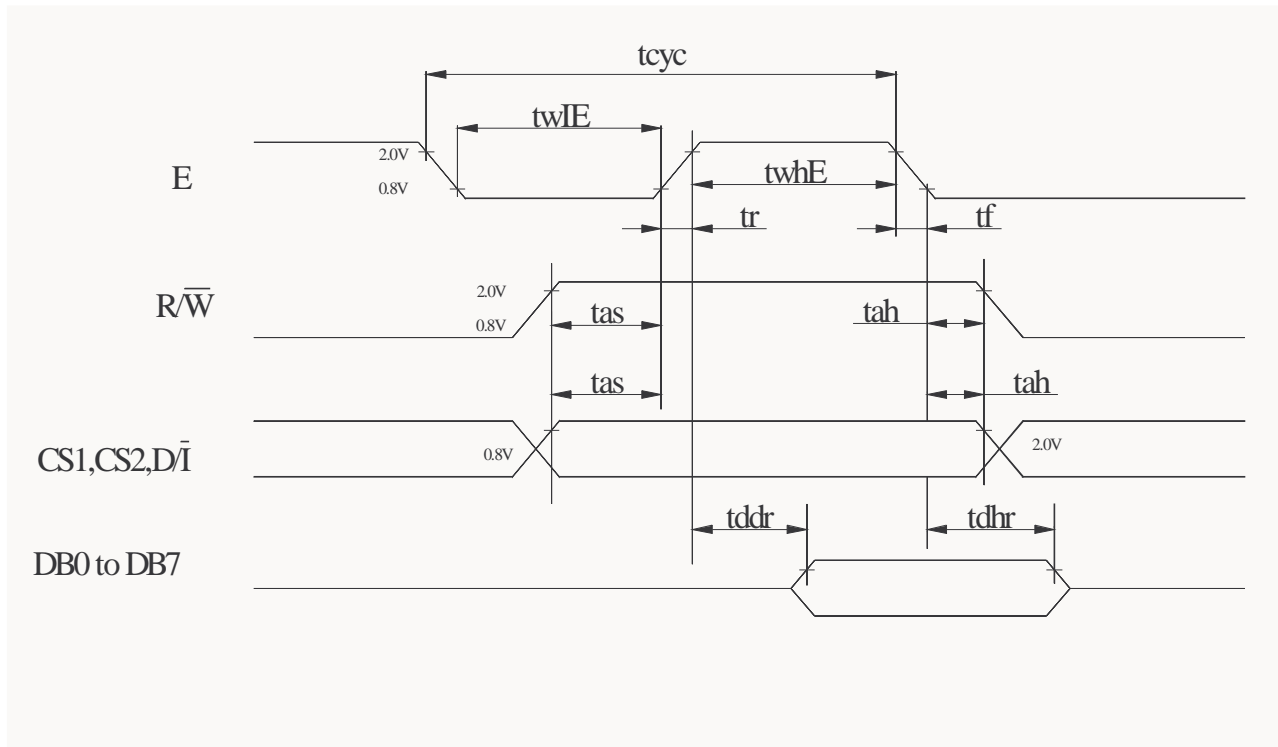 tcyc
twIE
2.0V
E
0.8V
twhE
tr
tf
R/W̅
2.0V
0.8V
tas
tah
tas
tah
CS1,CS2,D/I̅
0.8V
2.0V
tddr
tdhr
DB0 to DB7